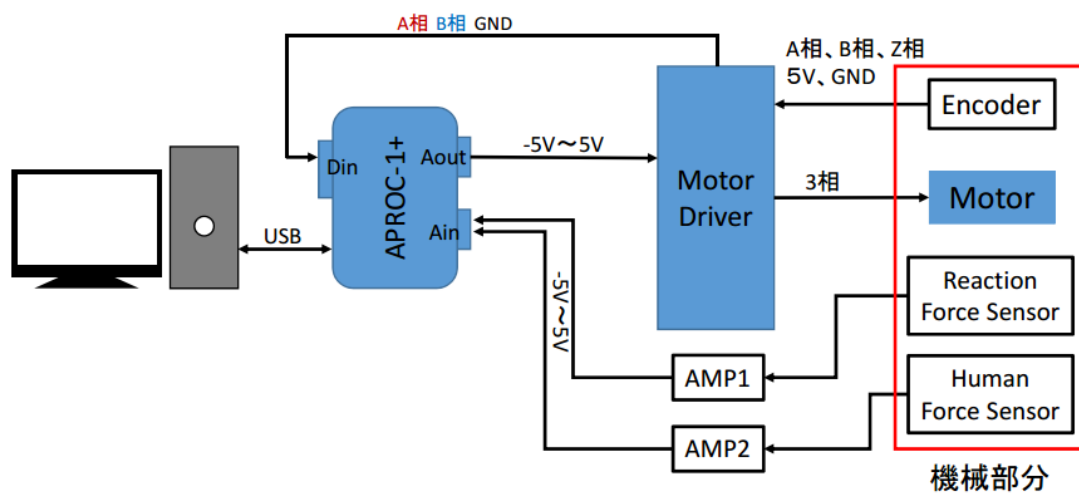 A相 B相 GND
A相、B相、Z相
5V、GND
Encoder
Din
APROC-1+
Aout
-5V～5V
Motor
Driver
3相
Motor
Ain
USB
-5V～5V
Reaction
Force Sensor
AMP1
Human
Force Sensor
AMP2
機械部分